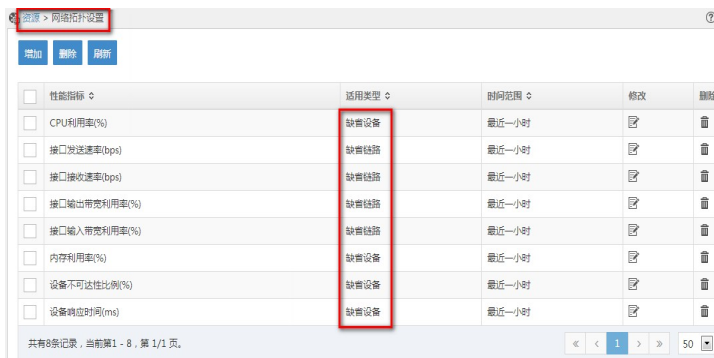 资源 > 网络拓扑设置
增加 删除 刷新
性能指标 适用类型 时间范围 修改 删除
CPU利用率(%) 缺省设备 最近一小时
接口发送速率(bps) 缺省链路 最近一小时
接口接收速率(bps) 缺省链路 最近一小时
接口输出带宽利用率(%) 缺省链路 最近一小时
接口输入带宽利用率(%) 缺省链路 最近一小时
内存利用率(%) 缺省设备 最近一小时
设备不可达性比例(%) 缺省设备 最近一小时
设备响应时间(ms) 缺省设备 最近一小时
共有8条记录，当前第1 - 8，第 1/1 页。 « < 1 > » 50